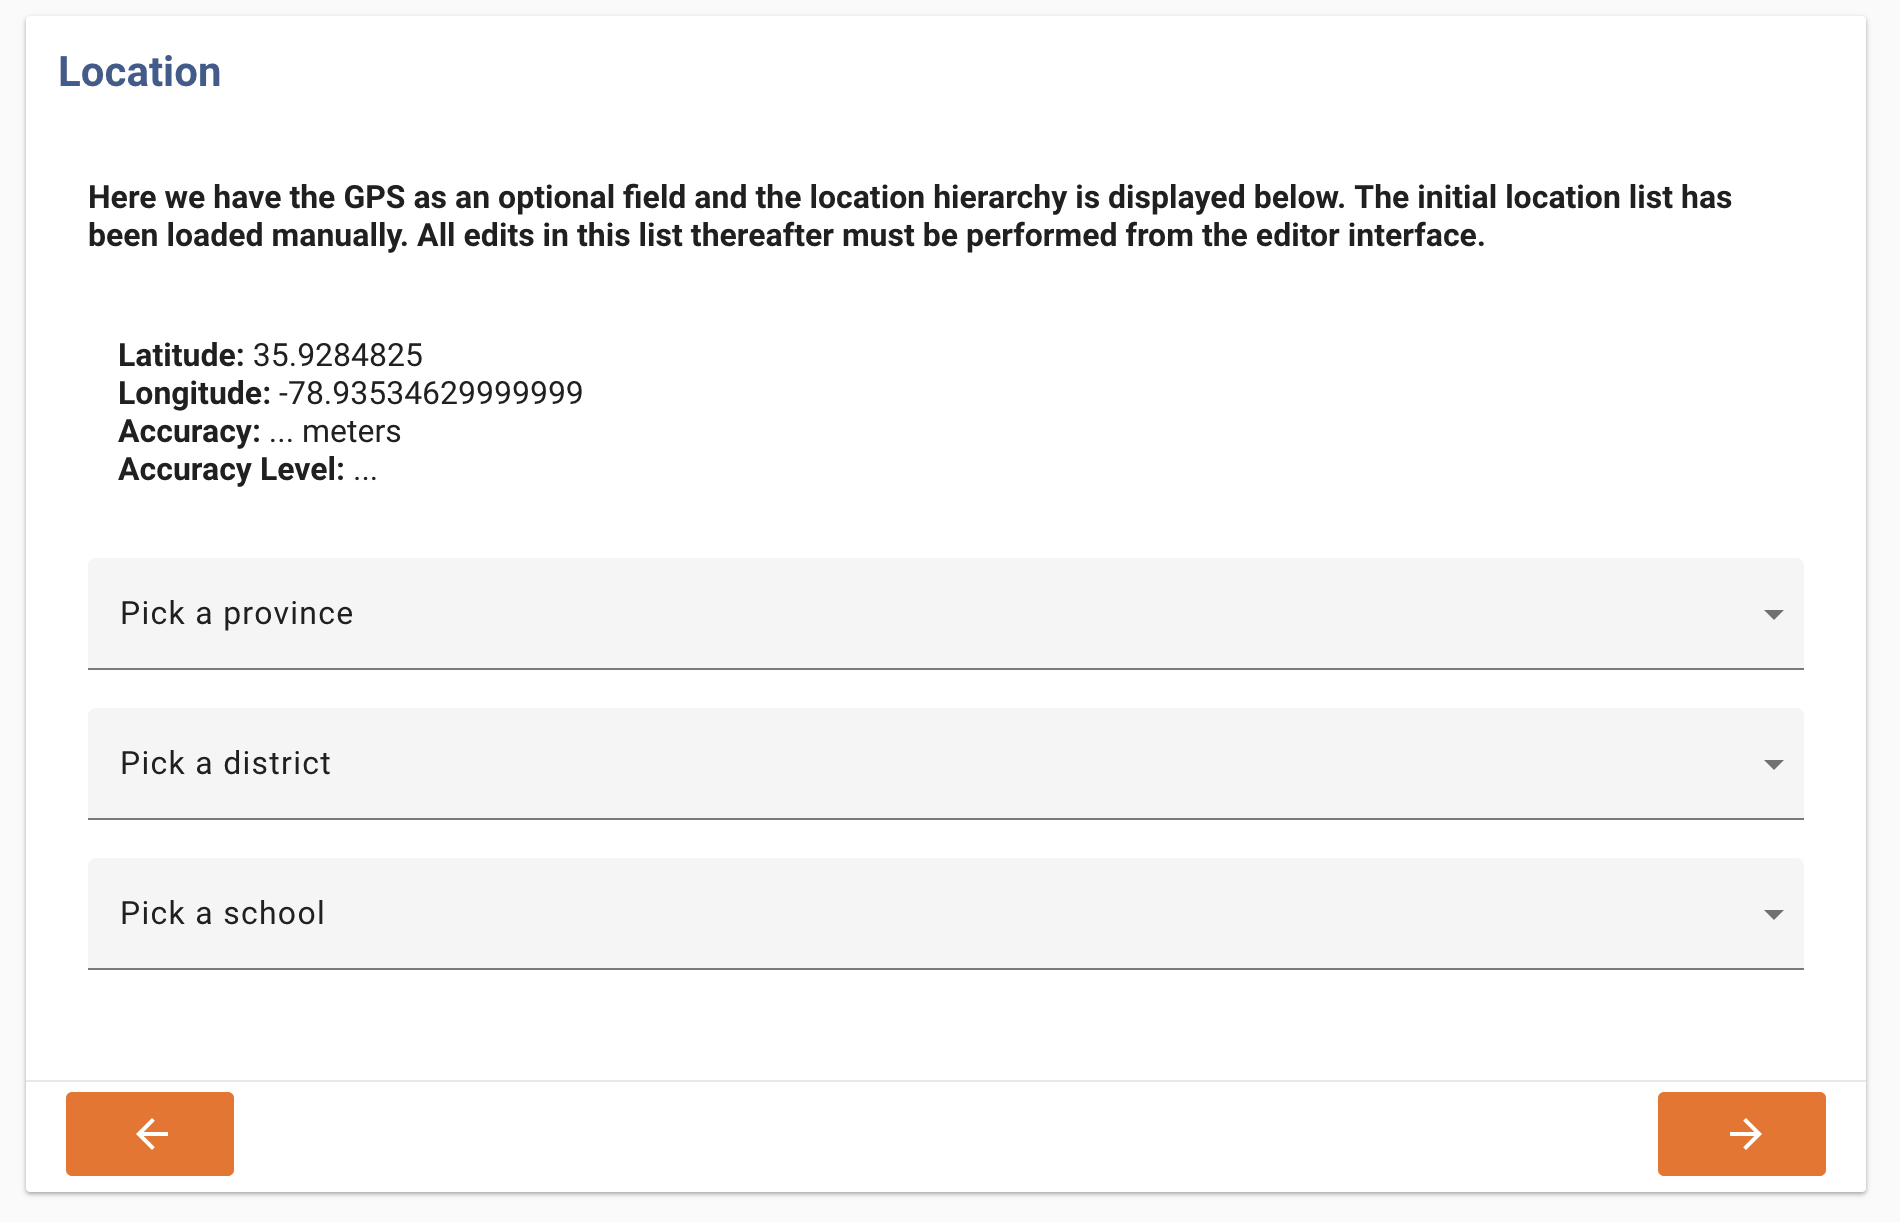 Location
Here we have the GPS as an optional field and the location hierarchy is displayed below. The initial location list has
been loaded manually. All edits in this list thereafter must be performed from the editor interface.
Latitude: 35.9284825
Longitude: -78.93534629999999
Accuracy: ... meters
Accuracy Level: ...
Pick a province
Pick a district
Pick a school